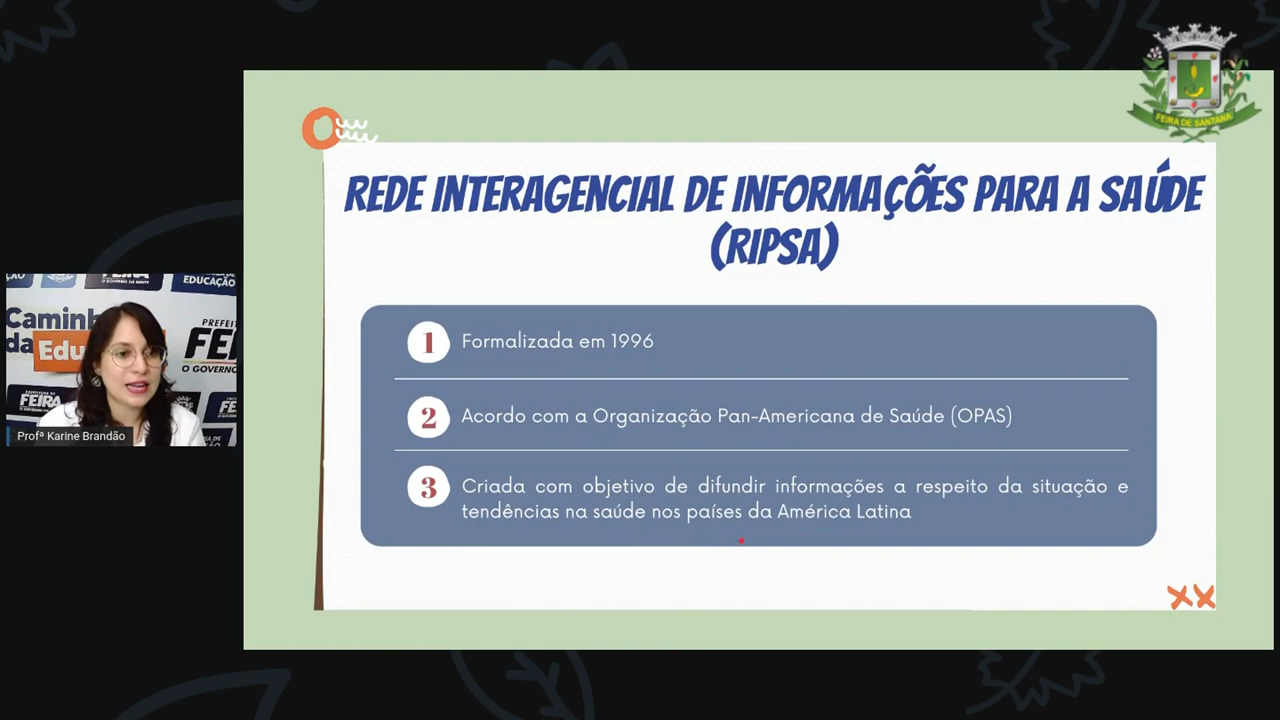 FEIRA DE SANTANA
REDE INTERAGENCIAL DE INFORMAÇÕES PARA A SAÚDE
(RIPSA)
1 Formalizada em 1996
2 Acordo com a Organização Pan-Americana de Saúde (OPAS)
3 Criada com objetivo de difundir informações a respeito da situação e
tendências na saúde nos países da América Latina
EDUCAÇÃO
Caminh
da Edu
PREFEIT
FEI
O GOVERNO
FEIRA
Profª Karine Brandão